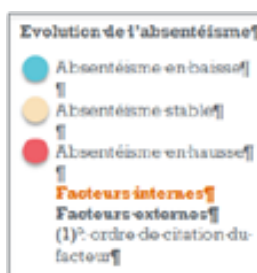 Evolution de l'absentéisme¶
Absentéisme en baisse¶
¶
Absentéisme stable¶
¶
Absentéisme en hausse¶
¶
Facteurs internes¶
Facteurs externes¶
(1)°: ordre de citation du
facteur¶